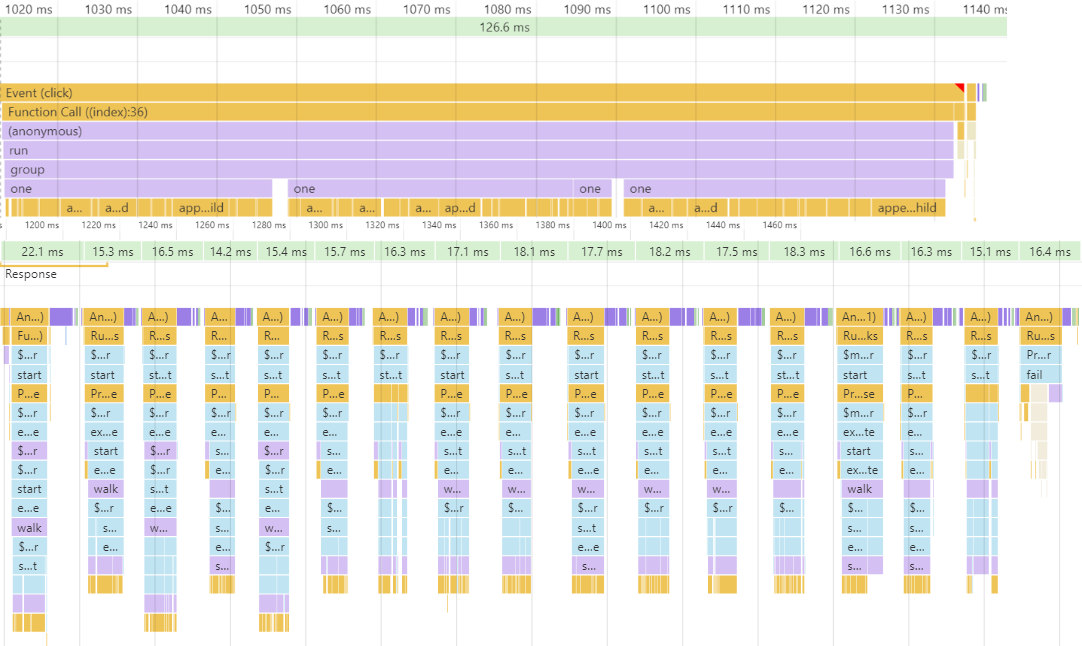 1020 ms 1030 ms 1040 ms 1050 ms 1060 ms 1070 ms 1080 ms 1090 ms 1100 ms 1110 ms 1120 ms 1130 ms 1140 ms
126.6 ms
Event (click)
Function Call ((index):36)
(anonymous)
run
group
one one one one
a... a...d app...ild a... a... a... ap...d a... a...d appe...hild
s 1200 ms 1220 ms 1240 ms 1260 ms 1280 ms 1300 ms 1320 ms 1340 ms 1360 ms 1380 ms 1400 ms 1420 ms 1440 ms 1460 ms
22.1 ms 15.3 ms 16.5 ms 14.2 ms 15.4 ms 15.7 ms 16.3 ms 17.1 ms 18.1 ms 17.7 ms 18.2 ms 17.5 ms 18.3 ms 16.6 ms 16.3 ms 15.1 ms 16.4 ms
Response
An...) An...) A...) A... A...) A...) A...) A...) A...) A...) A...) A...) A...) An...1) A...) A...) An...)
Fu...) Ru...s R...s R... R... R...s R...s R...s R...s R...s R...s R...s R...s Ru...ks R...s R...s Ru...s
$...r $...r $...r $...r $...r $...r $...r $...r $...r $...r $...r $...r $...r $m...r $...r $...r Pr...r
start start s...t s...t s...t s...t st...t start s...t start s...t s...t s...t start s...t s...t fail
P...e Pr...e P...e P... P...e P...e P...e P...e P...e P...e P...e P...e Pr...se P...
$...r $...r $...r $...r $...r $...r $...r $...r $...r $...r $...r $...r $m...r $...r
e...e ex...e e...e e...e e... e... e...e e... e...e e...e e...e e... ex...te e...e
$...r start $...r s... $...r s... s...t s... s...t s...t s...t s... start s...t
$...r e...e $...r e... $...r e... e... e... e...e e... e... e... ex...te e...e
start walk s...t s...t w... w... w... w... w... walk
e...e $...r e...e $... e... $... $...r $... $...r $...r $...r $... $... $...
walk s... w... s... w... s... s...t s... s...
$...r e... e... $...r e...e e... e...
s...t s... s... s... s...